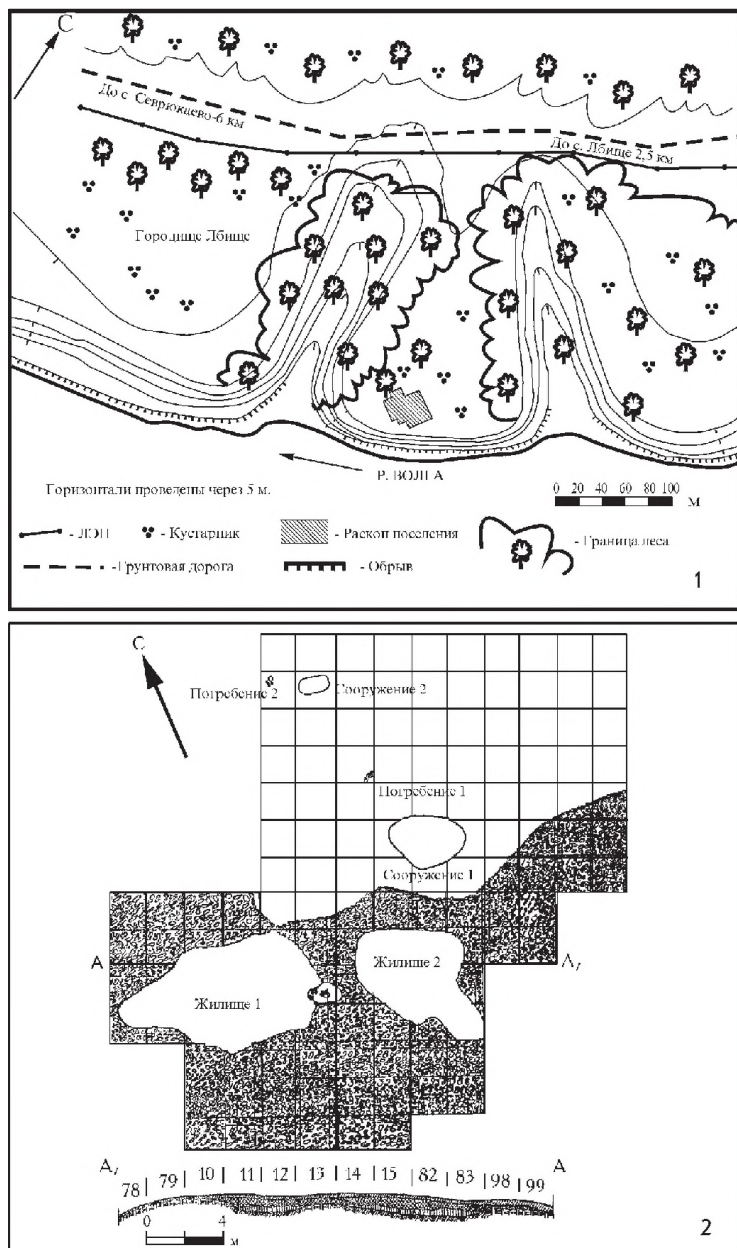 С
До с. Севрюкаево-6 км
До с. Лбище 2,5 км
Городище Лбище
Р. ВОЛГА
Горизонтали проведены через 5 м.
0 20 40 60 80 100
м
- ЛЭП
- Кустарник
- Раскоп поселения
- Граница леса
-Грунтовая дорога
- Обрыв
1
С
Погребение 2
Сооружение 2
Погребение 1
Сооружение 1
А
А₁
Жилище 1
Жилище 2
А₁
А
78 | 79 | 10 | 11 | 12 | 13 | 14 | 15 | 82 | 83 | 98 | 99
0 4
м
2